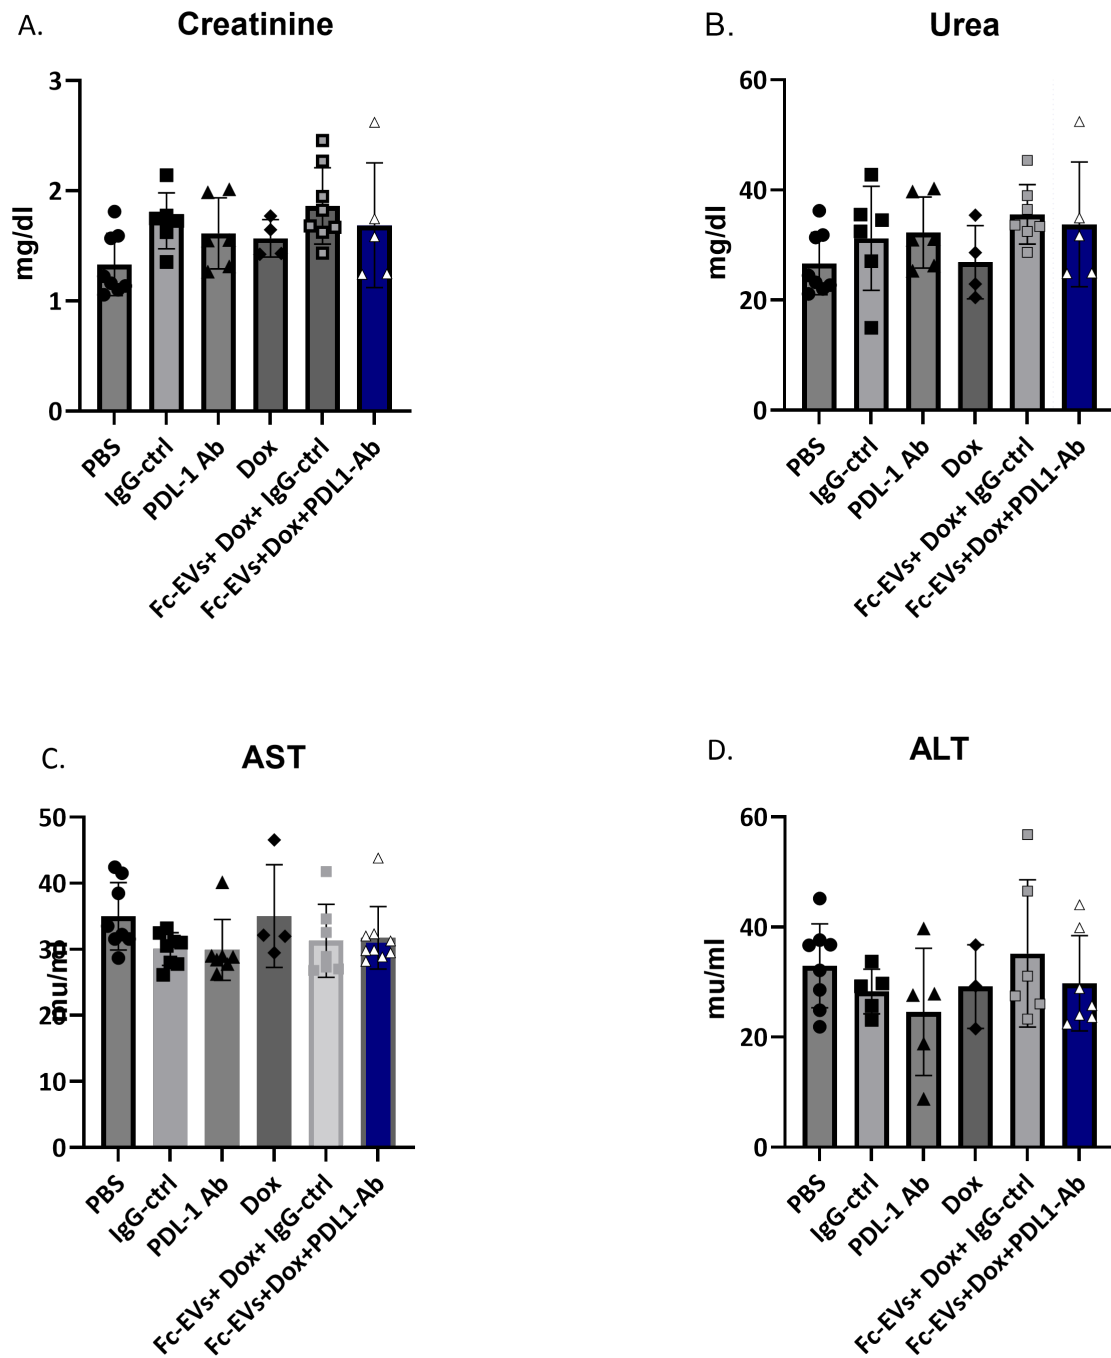 A.
Creatinine
3
2
1
0
mg/dl
PBS
IgG-ctrl
PDL-1 Ab
Dox
Fc-EVs+ Dox+ IgG-ctrl
Fc-EVs+Dox+PDL1-Ab
B.
Urea
60
40
20
0
mg/dl
PBS
IgG-ctrl
PDL-1 Ab
Dox
Fc-EVs+ Dox+ IgG-ctrl
Fc-EVs+Dox+PDL1-Ab
C.
AST
50
40
30
20
10
0
mu/ml
PBS
IgG-ctrl
PDL-1 Ab
Dox
Fc-EVs+ Dox+ IgG-ctrl
Fc-EVs+Dox+PDL1-Ab
D.
ALT
60
40
20
0
mu/ml
PBS
IgG-ctrl
PDL-1 Ab
Dox
Fc-EVs+ Dox+ IgG-ctrl
Fc-EVs+Dox+PDL1-Ab